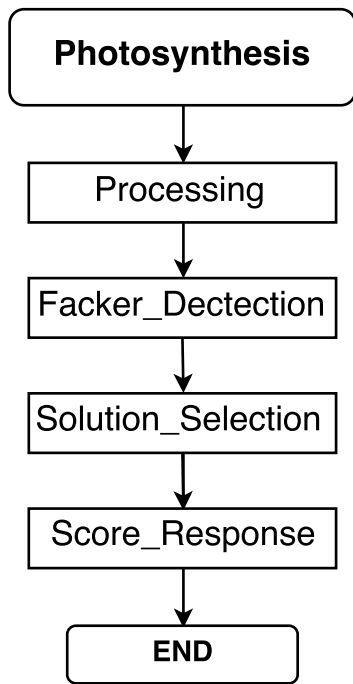 Photosynthesis
Processing
Facker_Dectection
Solution_Selection
Score_Response
END